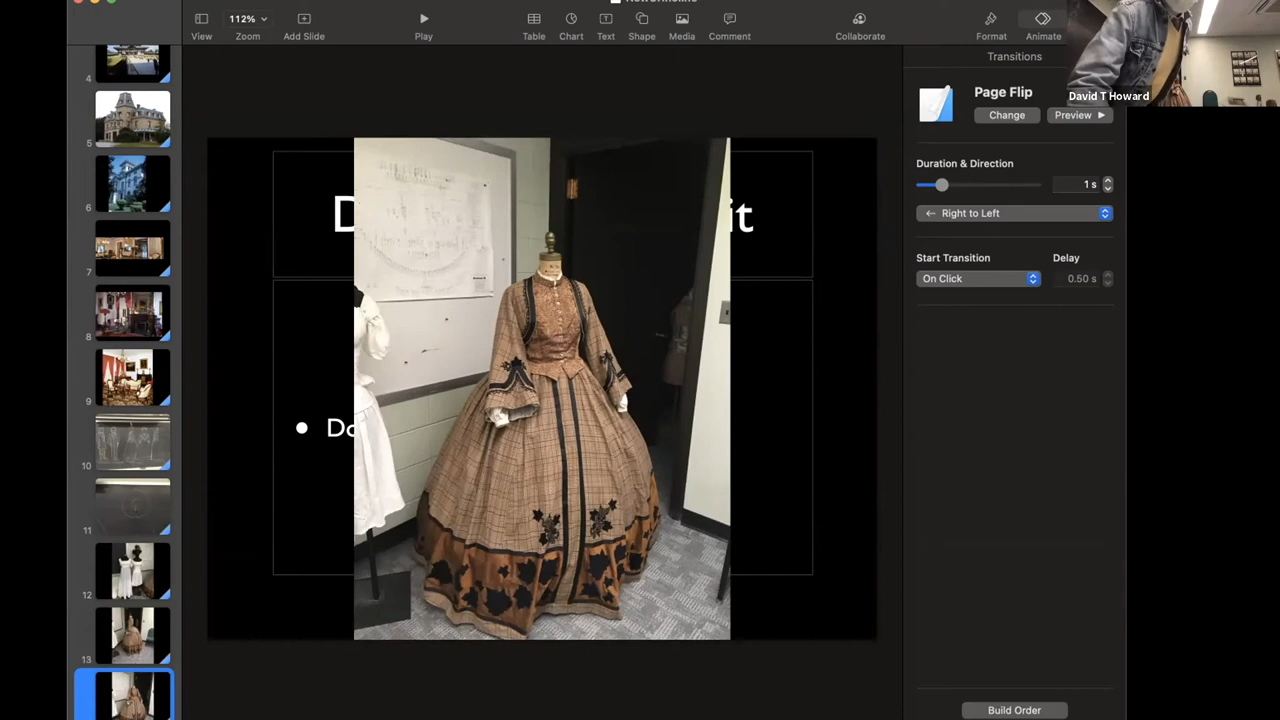 112%
View
Zoom
Add Slide
Play
Table
Chart
Text
Shape
Media
Comment
Collaborate
Format
Animate
Transitions
David T Howard
Page Flip
Change
Preview
Duration & Direction
1 s
← Right to Left
Start Transition
Delay
On Click
0.50 s
Build Order
D
it
• Do
4
5
6
7
8
9
10
11
12
13